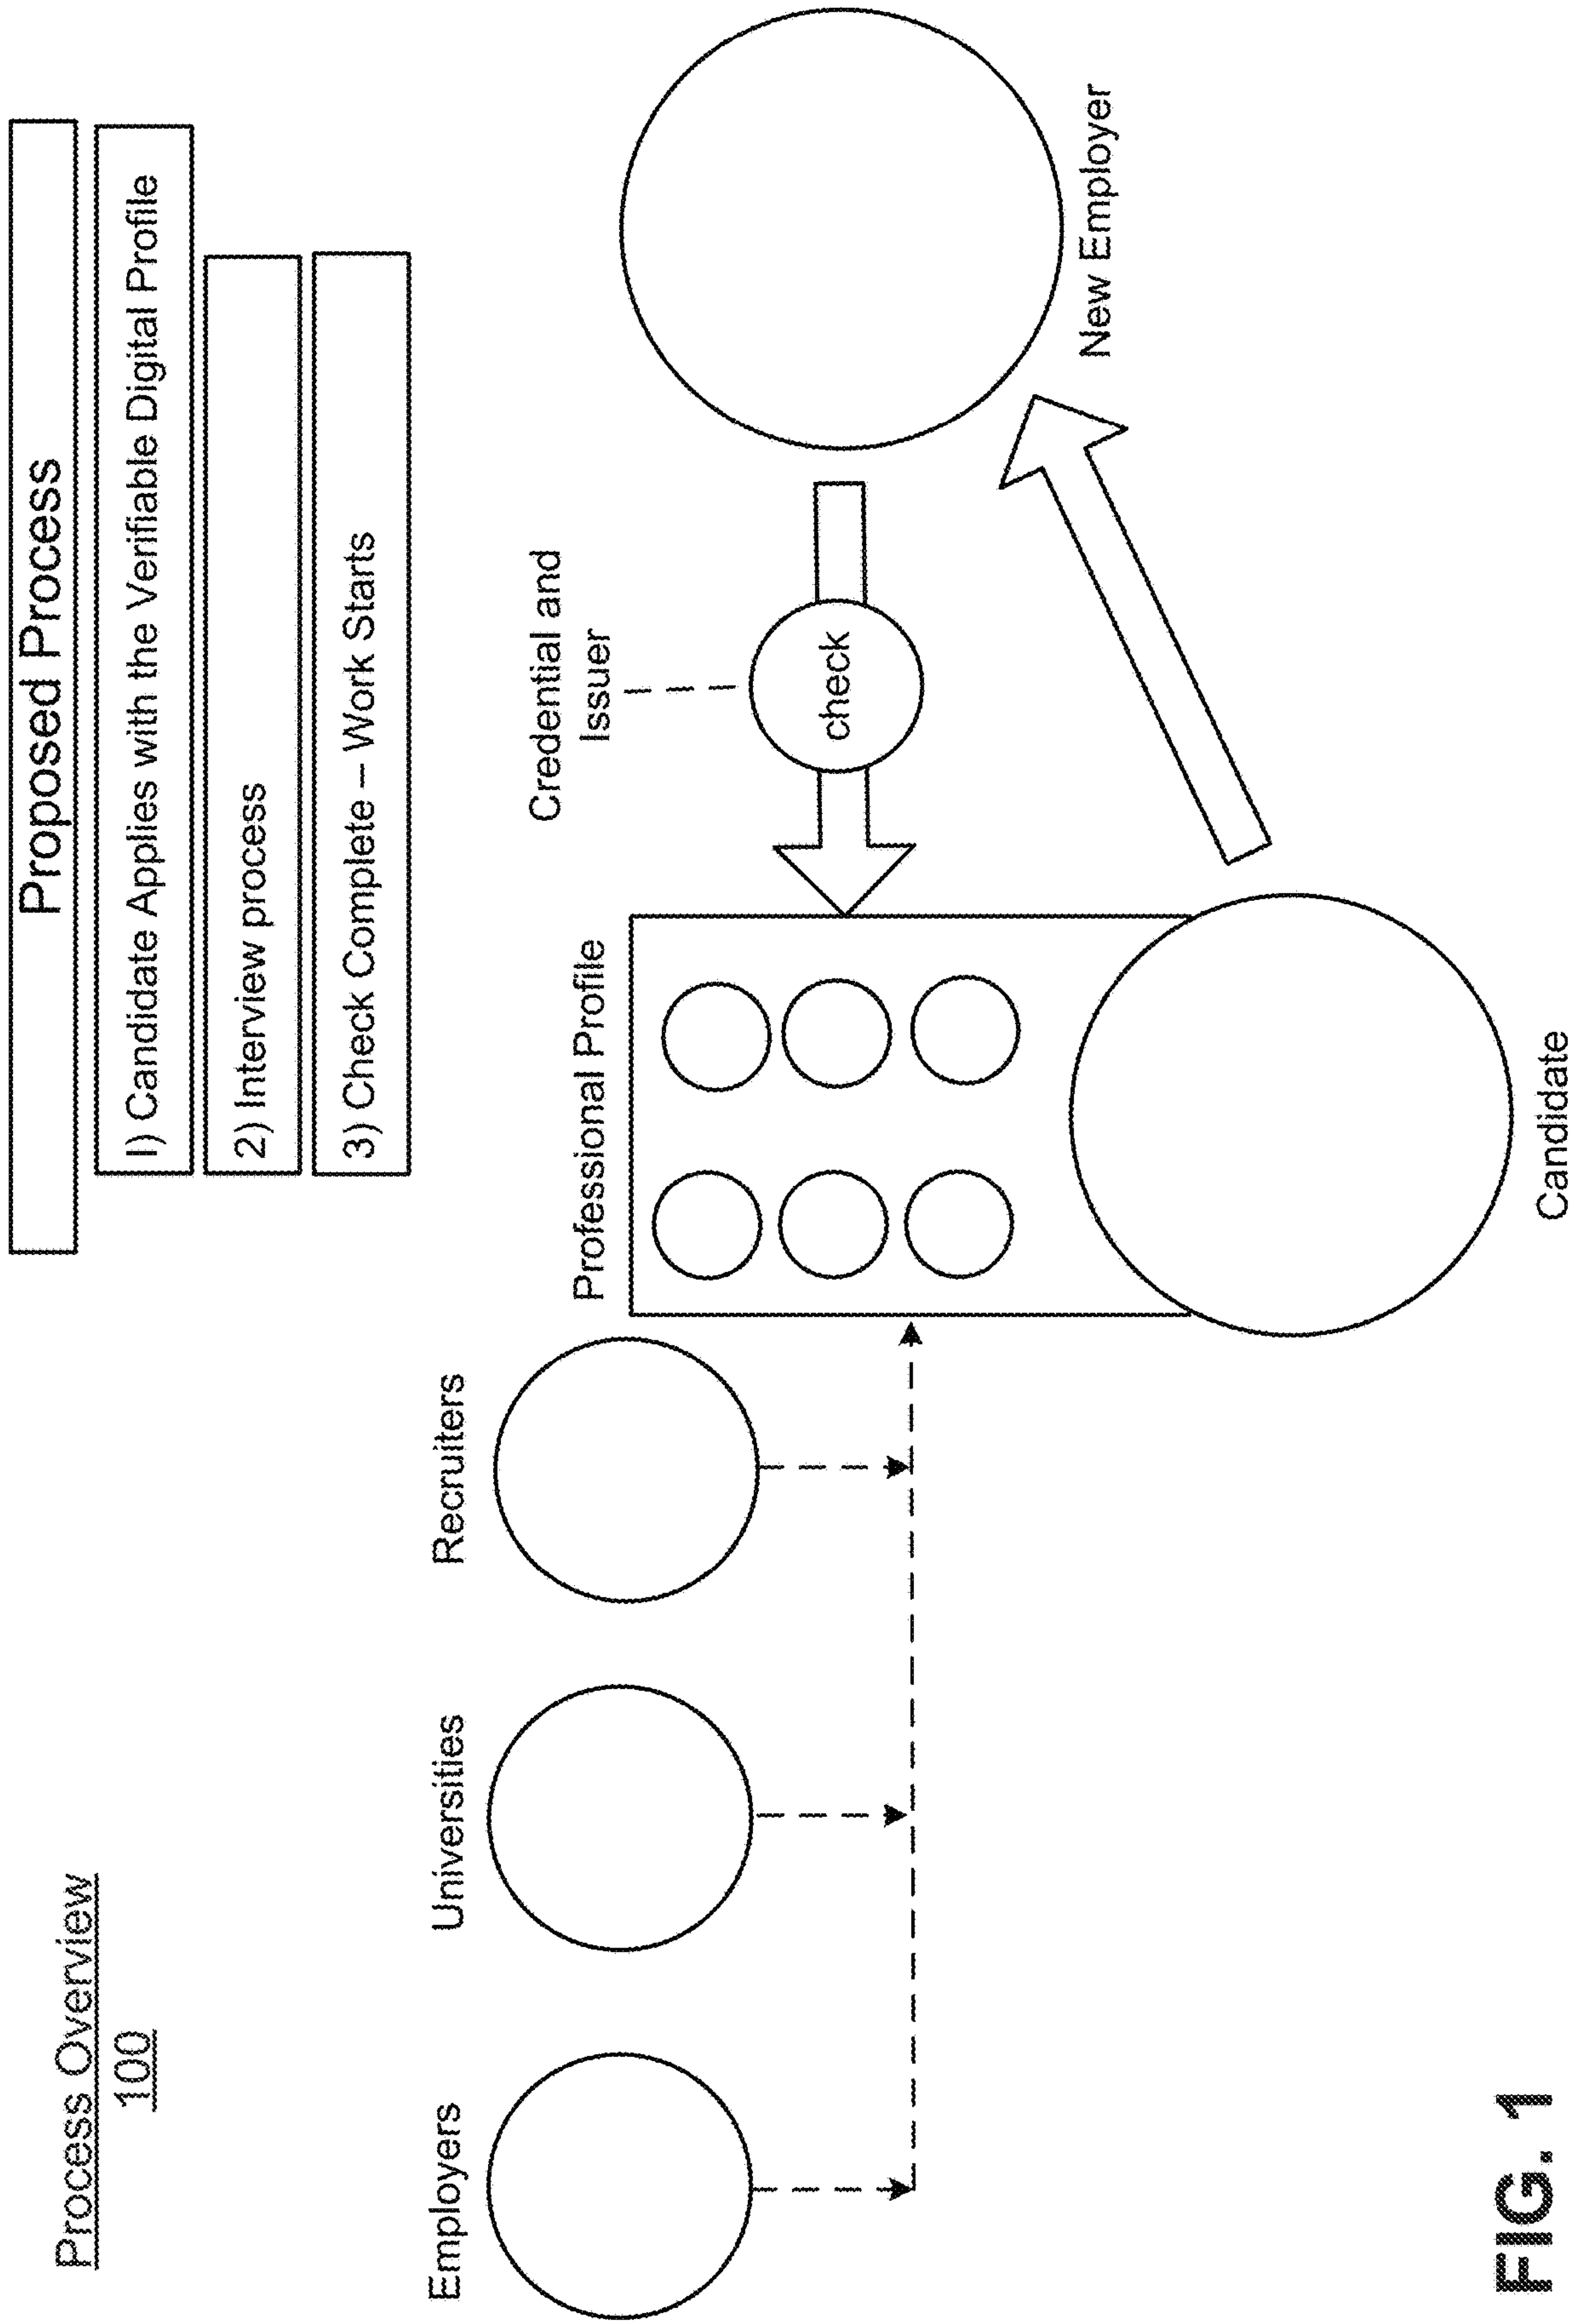 Process Overview
100
Proposed Process
1) Candidate Applies with the Verifiable Digital Profile
2) Interview process
3) Check Complete – Work Starts
Employers
Universities
Recruiters
Professional Profile
Credential and
Issuer
check
New Employer
Candidate
FIG. 1